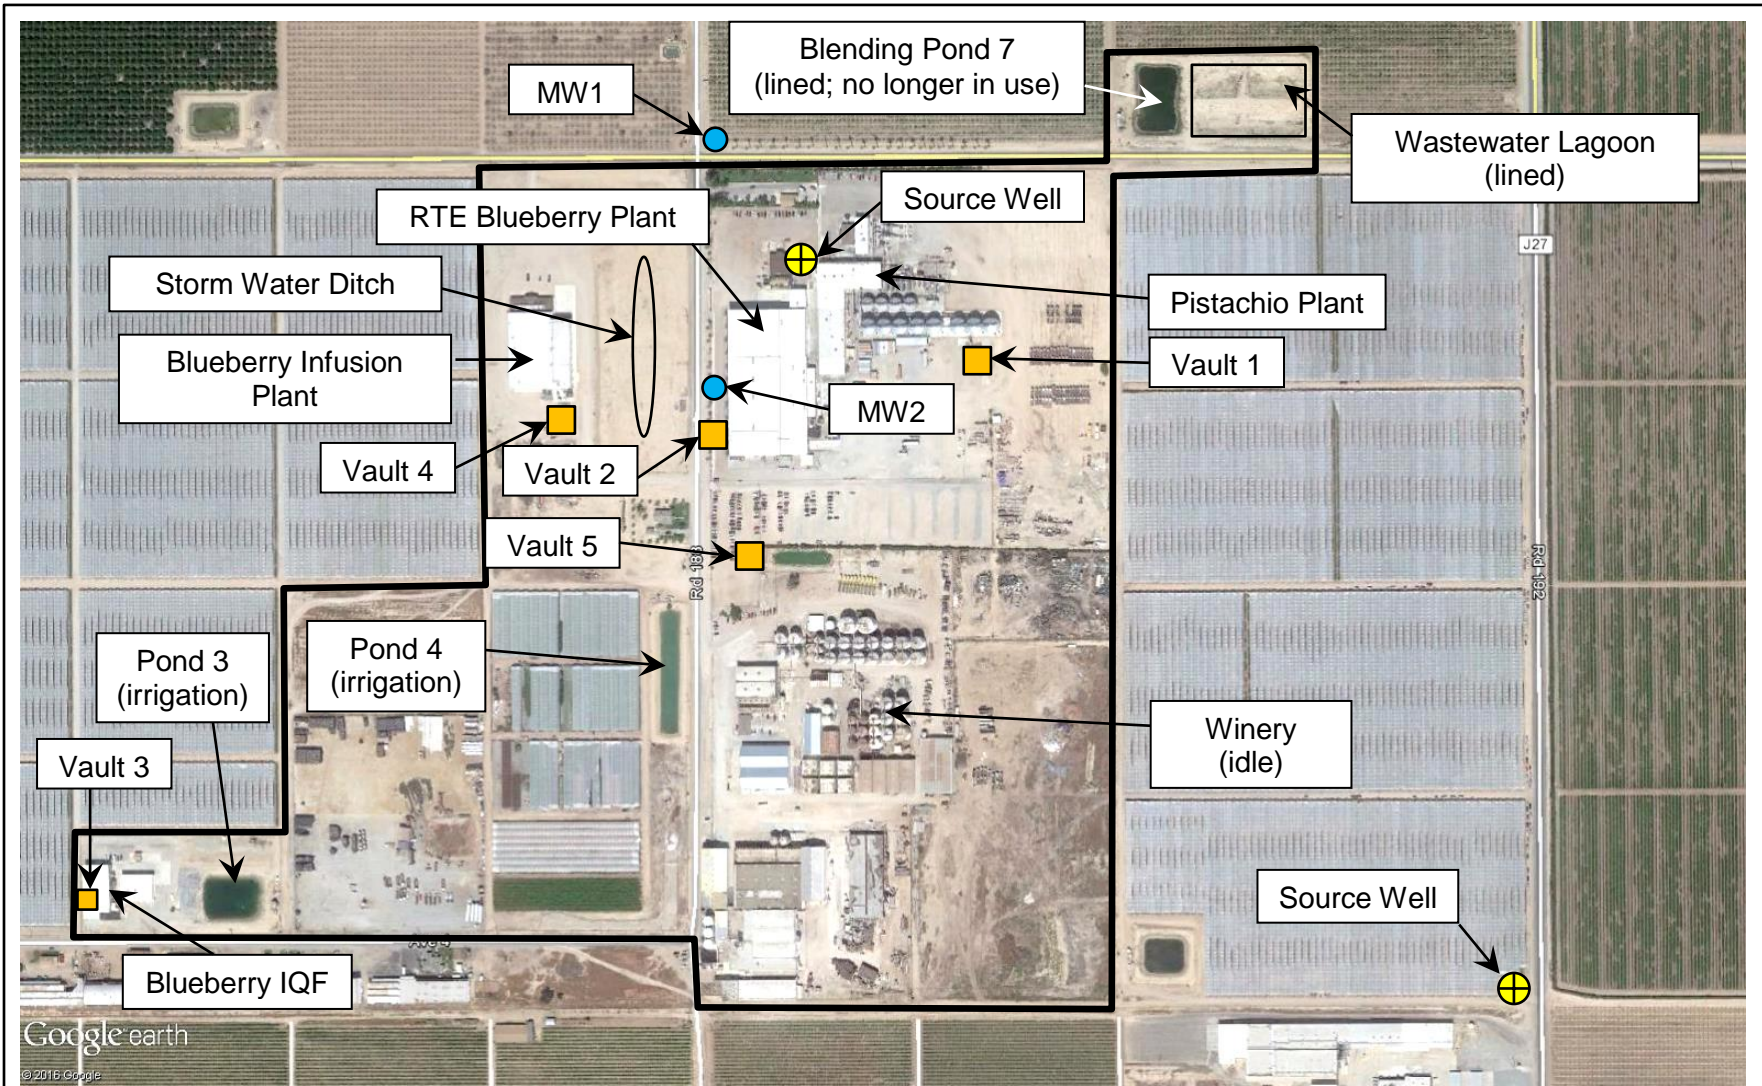 Blending Pond 7
(lined; no longer in use)
MW1
Wastewater Lagoon
(lined)
RTE Blueberry Plant
Source Well
J27
Storm Water Ditch
Pistachio Plant
Blueberry Infusion
Plant
Vault 1
MW2
Vault 4
Vault 2
Vault 5
Rd 188
Rd 192
Pond 3
(irrigation)
Pond 4
(irrigation)
Winery
(idle)
Vault 3
Source Well
Ave 4
Blueberry IQF
Google earth
© 2016 Google